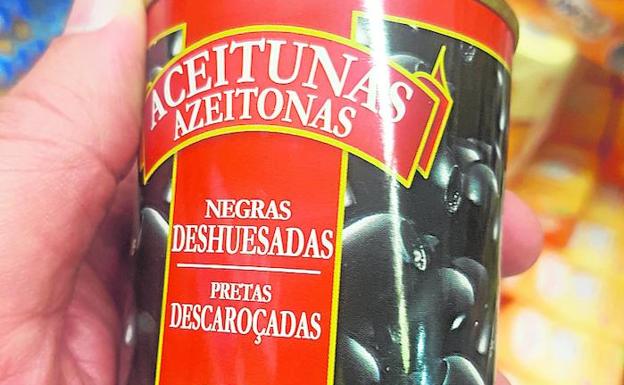 ACEITUNAS
AZEITONAS
NEGRAS
DESHUESADAS
PRETAS
DESCAROÇADAS